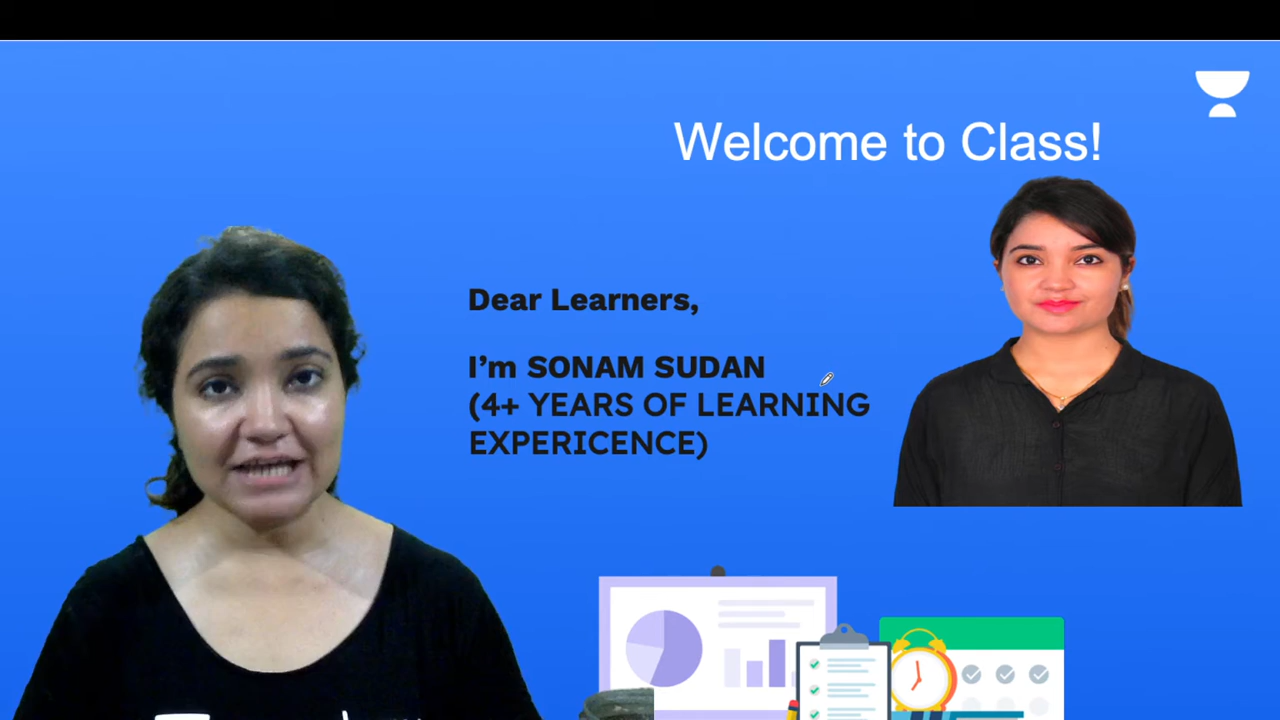 Welcome to Class!
Dear Learners,
I’m SONAM SUDAN
(4+ YEARS OF LEARNING
EXPERICENCE)